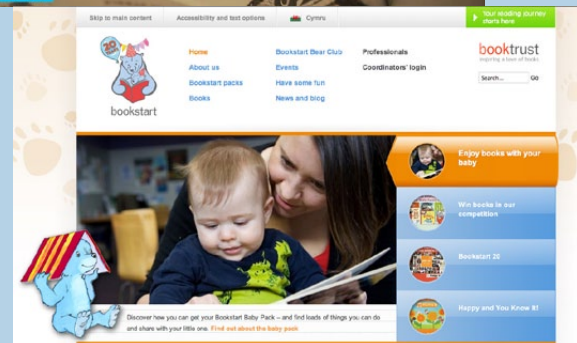 Skip to main content
Accessibility and text options
Cymru
Your reading journey
starts here
20
bookstart
Home
About us
Bookstart packs
Books
Bookstart Bear Club
Events
Have some fun
News and blog
Professionals
Coordinators' login
booktrust
inspiring a love of books
Search...
Go
Enjoy books with your
baby
Win books in our
competition
Bookstart 20
Happy and You Know It!
Discover how you can get your Bookstart Baby Pack – and find loads of things you can do
and share with your little one. Find out about the baby pack